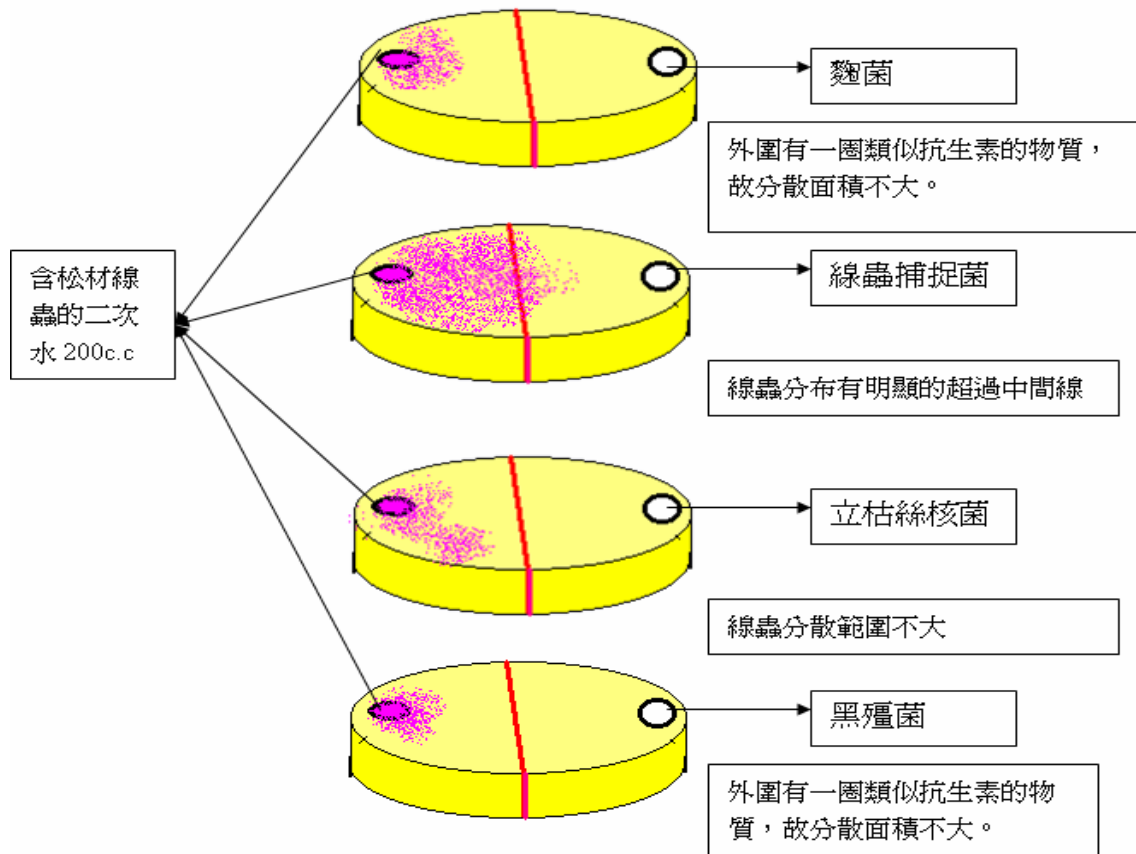 麴菌
外圍有一圈類似抗生素的物質，
故分散面積不大。
含松材線
蟲的二次
水 200c.c
線蟲捕捉菌
線蟲分布有明顯的超過中間線
立枯絲核菌
線蟲分散範圍不大
黑殭菌
外圍有一圈類似抗生素的物
質，故分散面積不大。